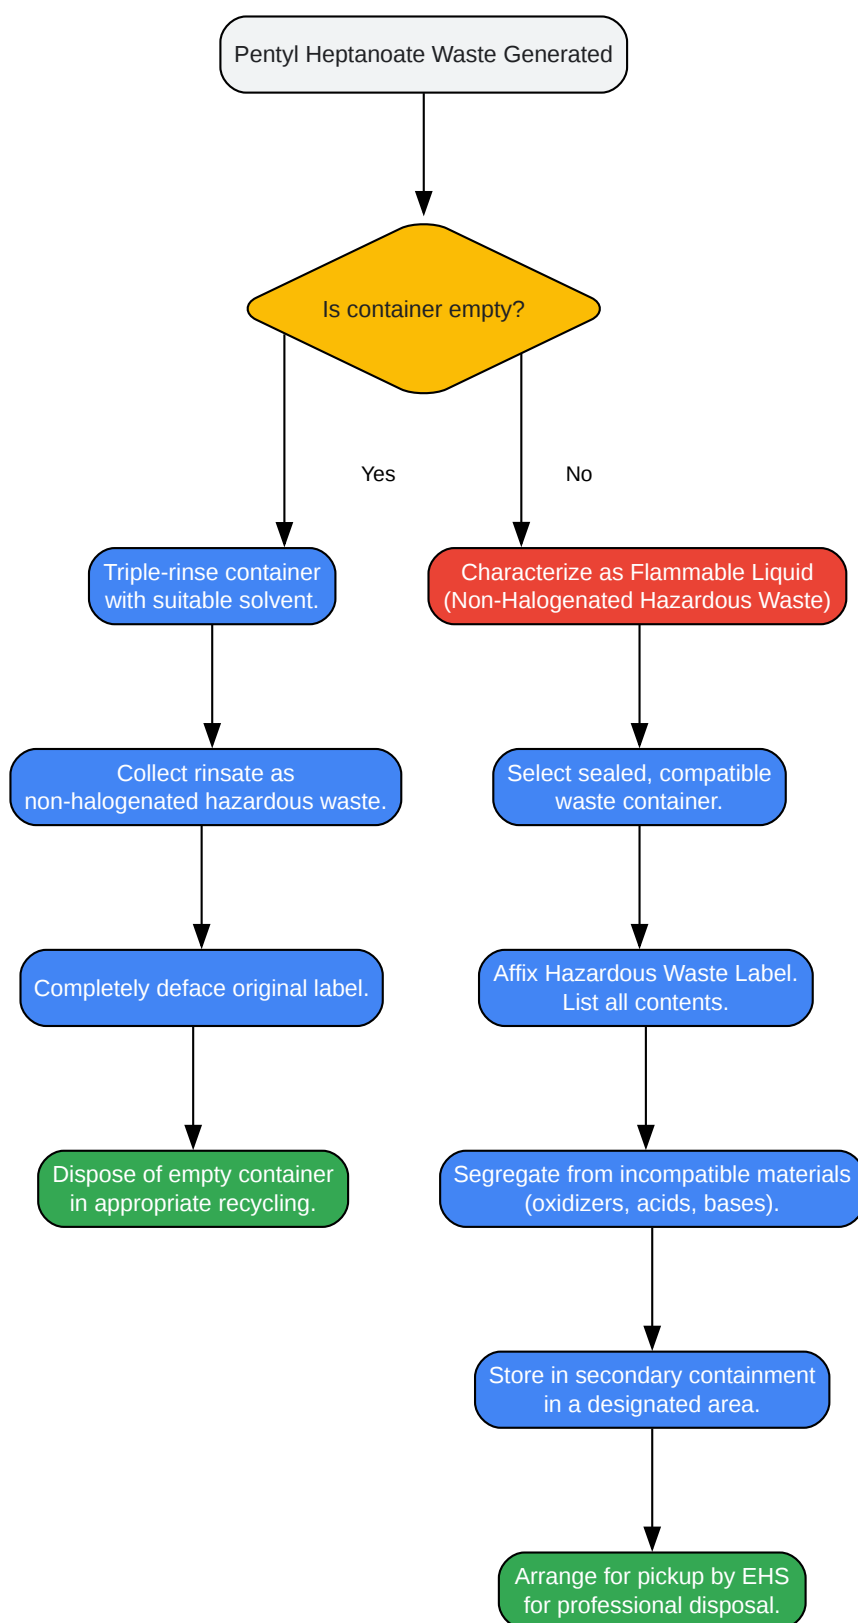 Pentyl Heptanoate Waste Generated
Is container empty?
Yes
No
Triple-rinse container
with suitable solvent.
Characterize as Flammable Liquid
(Non-Halogenated Hazardous Waste)
Collect rinsate as
non-halogenated hazardous waste.
Select sealed, compatible
waste container.
Completely deface original label.
Affix Hazardous Waste Label.
List all contents.
Dispose of empty container
in appropriate recycling.
Segregate from incompatible materials
(oxidizers, acids, bases).
Store in secondary containment
in a designated area.
Arrange for pickup by EHS
for professional disposal.